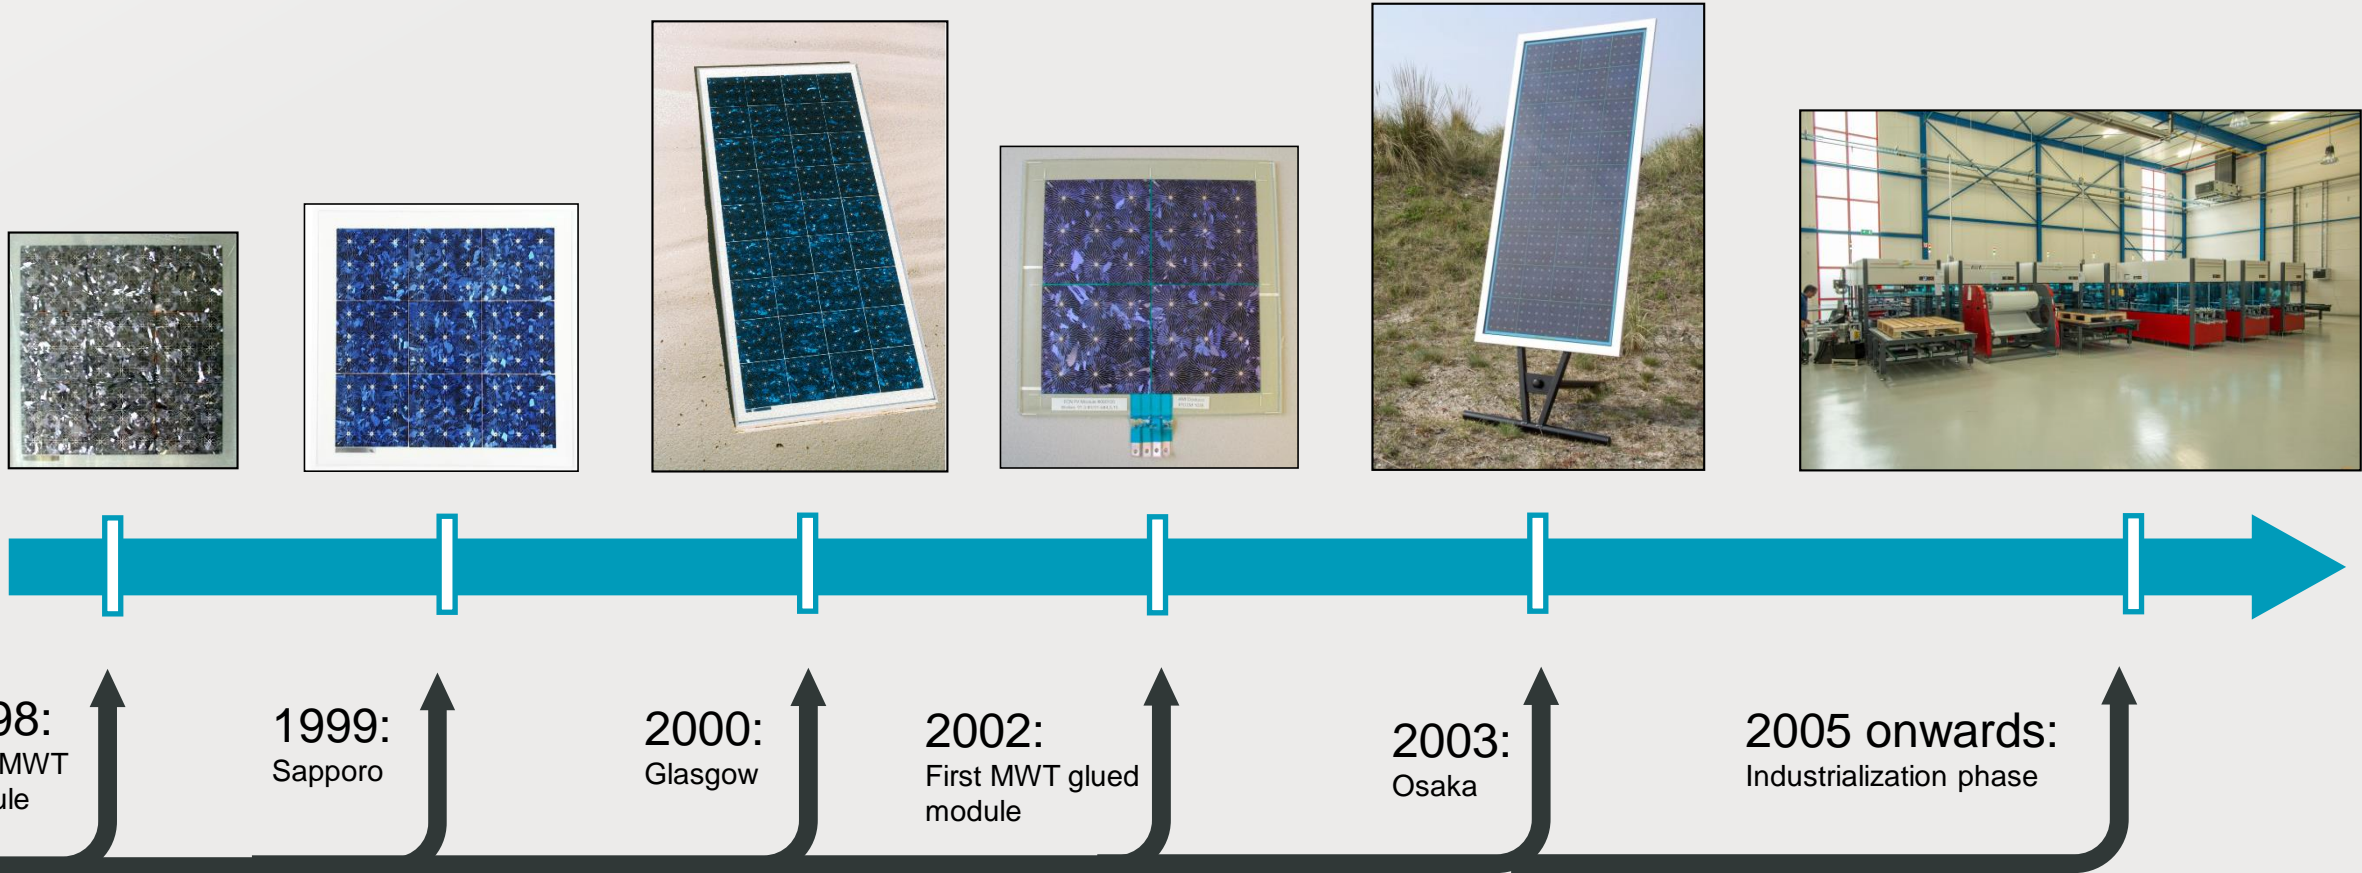 98:
MWT
ule
1999:
Sapporo
2000:
Glasgow
2002:
First MWT glued
module
2003:
Osaka
2005 onwards:
Industrialization phase